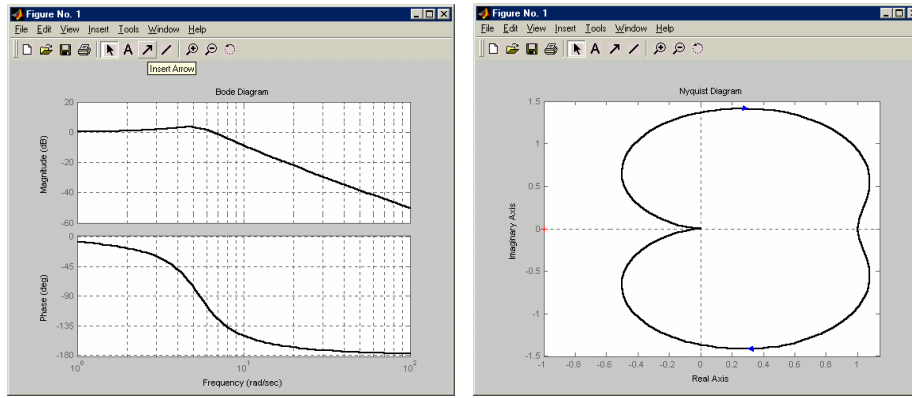 Figure No. 1
File Edit View Insert Tools Window Help
A
Insert Arrow
Bode Diagram
Magnitude (dB)
20
0
-20
-40
-60
Phase (deg)
0
-45
-90
-135
-180
10^0
10^1
10^2
Frequency (rad/sec)
Figure No. 1
File Edit View Insert Tools Window Help
A
Nyquist Diagram
Imaginary Axis
1.5
1
0.5
0
-0.5
-1
-1.5
-1 -0.8 -0.6 -0.4 -0.2 0 0.2 0.4 0.6 0.8 1
Real Axis